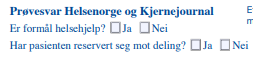 Prøvesvar Helsenorge og Kjernejournal
Er formål helsehjelp? Ja Nei
Har pasienten reservert seg mot deling? Ja Nei